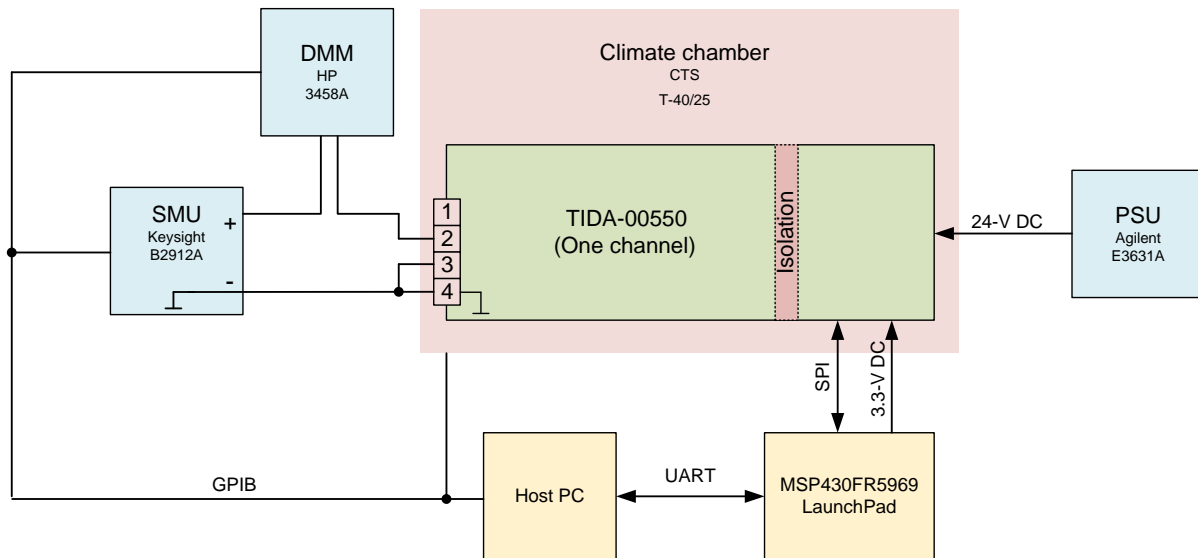 DMM
HP
3458A
Climate chamber
CTS
T-40/25
SMU
Keysight
B2912A
+
-
1
2
3
4
TIDA-00550
(One channel)
Isolation
24-V DC
PSU
Agilent
E3631A
SPI
3.3-V DC
GPIB
Host PC
UART
MSP430FR5969
LaunchPad